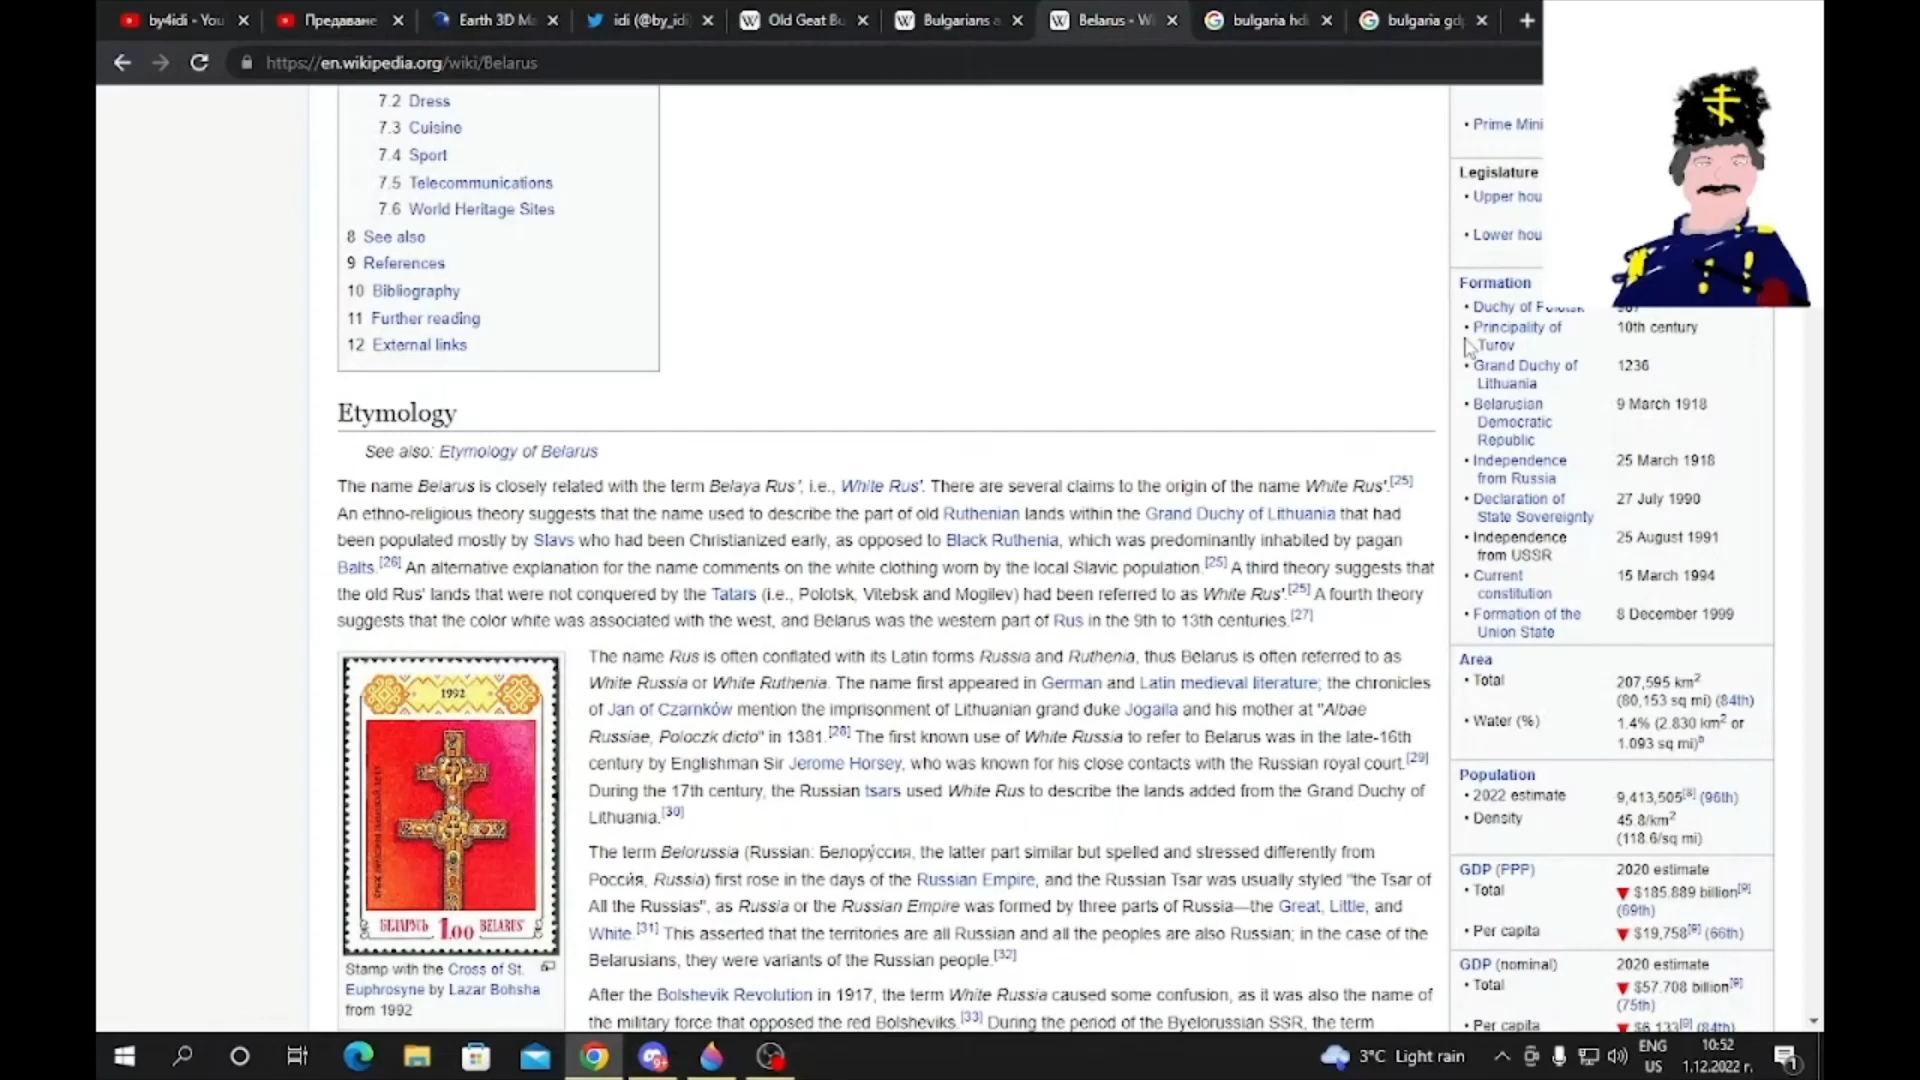 by4idi - You
Предаване
Earth 3D Ma
idi (@by_idi
Old Geat Bu
Bulgarians a
Belarus - Wi
bulgaria hdi
bulgaria gdp
https://en.wikipedia.org/wiki/Belarus
7.2 Dress
7.3 Cuisine
7.4 Sport
7.5 Telecommunications
7.6 World Heritage Sites
8 See also
9 References
10 Bibliography
11 Further reading
12 External links
Etymology
See also: Etymology of Belarus
The name Belarus is closely related with the term Belaya Rus', i.e., White Rus'. There are several claims to the origin of the name White Rus'.[25]
An ethno-religious theory suggests that the name used to describe the part of old Ruthenian lands within the Grand Duchy of Lithuania that had
been populated mostly by Slavs who had been Christianized early, as opposed to Black Ruthenia, which was predominantly inhabited by pagan
Balts.[26] An alternative explanation for the name comments on the white clothing worn by the local Slavic population.[25] A third theory suggests that
the old Rus' lands that were not conquered by the Tatars (i.e., Polotsk, Vitebsk and Mogilev) had been referred to as White Rus'.[25] A fourth theory
suggests that the color white was associated with the west, and Belarus was the western part of Rus in the 9th to 13th centuries.[27]
1992
БЕЛАРУСЬ 1.00 BELARUS
Stamp with the Cross of St.
Euphrosyne by Lazar Bohsha
from 1992
The name Rus is often conflated with its Latin forms Russia and Ruthenia, thus Belarus is often referred to as
White Russia or White Ruthenia. The name first appeared in German and Latin medieval literature; the chronicles
of Jan of Czarnków mention the imprisonment of Lithuanian grand duke Jogaila and his mother at "Albae
Russiae, Poloczk dicto" in 1381.[28] The first known use of White Russia to refer to Belarus was in the late-16th
century by Englishman Sir Jerome Horsey, who was known for his close contacts with the Russian royal court.[29]
During the 17th century, the Russian tsars used White Rus to describe the lands added from the Grand Duchy of
Lithuania.[30]
The term Belorussia (Russian: Белору́ссия, the latter part similar but spelled and stressed differently from
Росси́я, Russia) first rose in the days of the Russian Empire, and the Russian Tsar was usually styled "the Tsar of
All the Russias", as Russia or the Russian Empire was formed by three parts of Russia—the Great, Little, and
White.[31] This asserted that the territories are all Russian and all the peoples are also Russian; in the case of the
Belarusians, they were variants of the Russian people.[32]
After the Bolshevik Revolution in 1917, the term White Russia caused some confusion, as it was also the name of
the military force that opposed the red Bolsheviks.[33] During the period of the Byelorussian SSR, the term
• Prime Mini
Legislature
• Upper hou
• Lower hou
Formation
• Duchy of Polotsk
• Principality of 10th century
Turov
• Grand Duchy of 1236
Lithuania
• Belarusian 9 March 1918
Democratic
Republic
• Independence 25 March 1918
from Russia
• Declaration of 27 July 1990
State Sovereignty
• Independence 25 August 1991
from USSR
• Current 15 March 1994
constitution
• Formation of the 8 December 1999
Union State
Area
• Total 207,595 km2
(80,153 sq mi) (84th)
• Water (%) 1.4% (2.830 km2 or
1.093 sq mi)b
Population
• 2022 estimate 9,413,505[8] (96th)
• Density 45.8/km2
(118.6/sq mi)
GDP (PPP) 2020 estimate
• Total ▼ $185.889 billion[9]
(69th)
• Per capita ▼ $19,758[9] (66th)
GDP (nominal) 2020 estimate
• Total ▼ $57.708 billion[9]
(75th)
• Per capita ▼ $6,133[9] (84th)
3°C Light rain
ENG
US
10:52
1.12.2022 г.
1